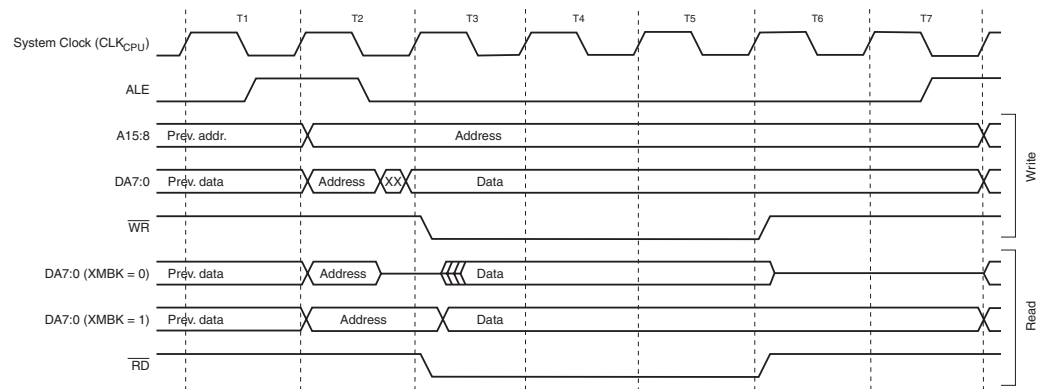 T1 T2 T3 T4 T5 T6 T7
System Clock (CLKCPU)
ALE
A15:8 Prev. addr. Address
DA7:0 Prev. data Address XX Data
WR
Write
DA7:0 (XMBK = 0) Prev. data Address Data
DA7:0 (XMBK = 1) Prev. data Address Data
RD
Read